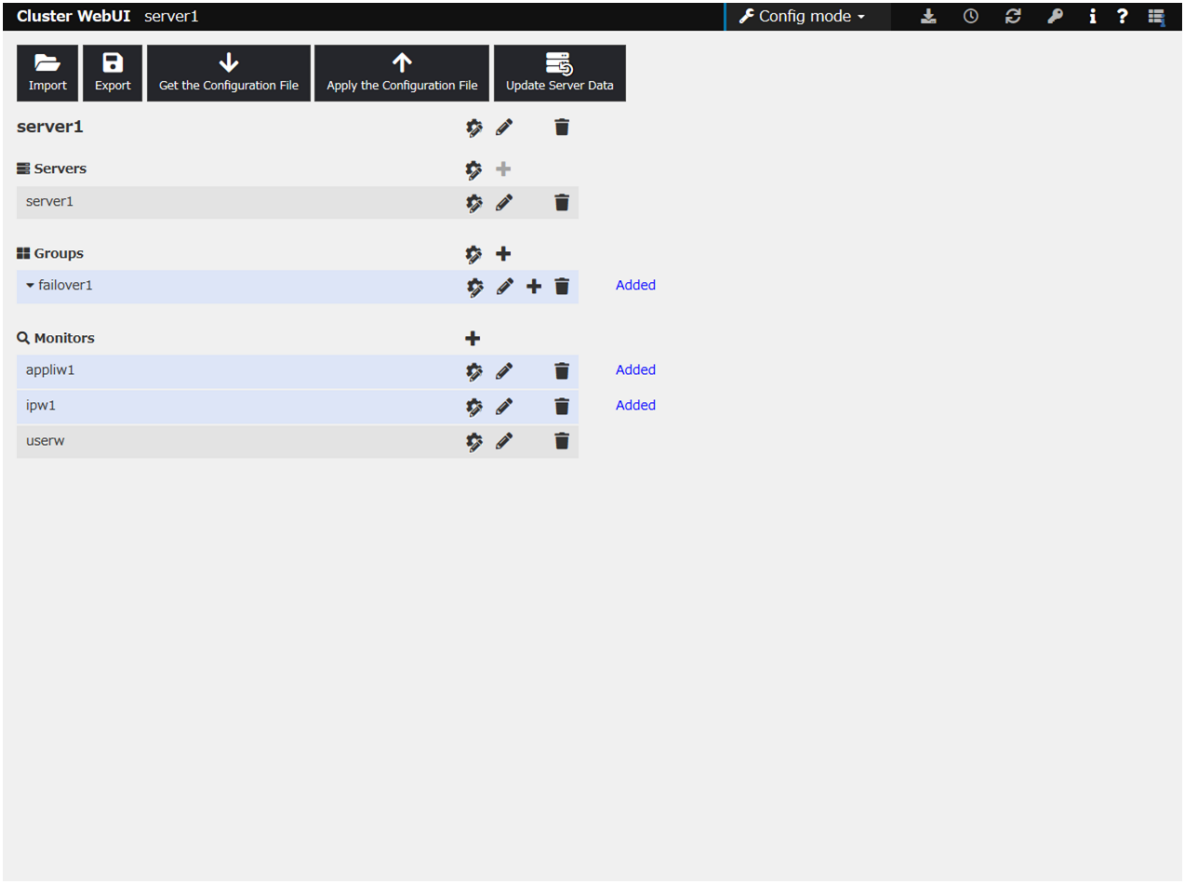 Cluster WebUI server1 Config mode
Import Export Get the Configuration File Apply the Configuration File Update Server Data
server1
Servers
server1
Groups
failover1 Added
Monitors
appliw1 Added
ipw1 Added
userw